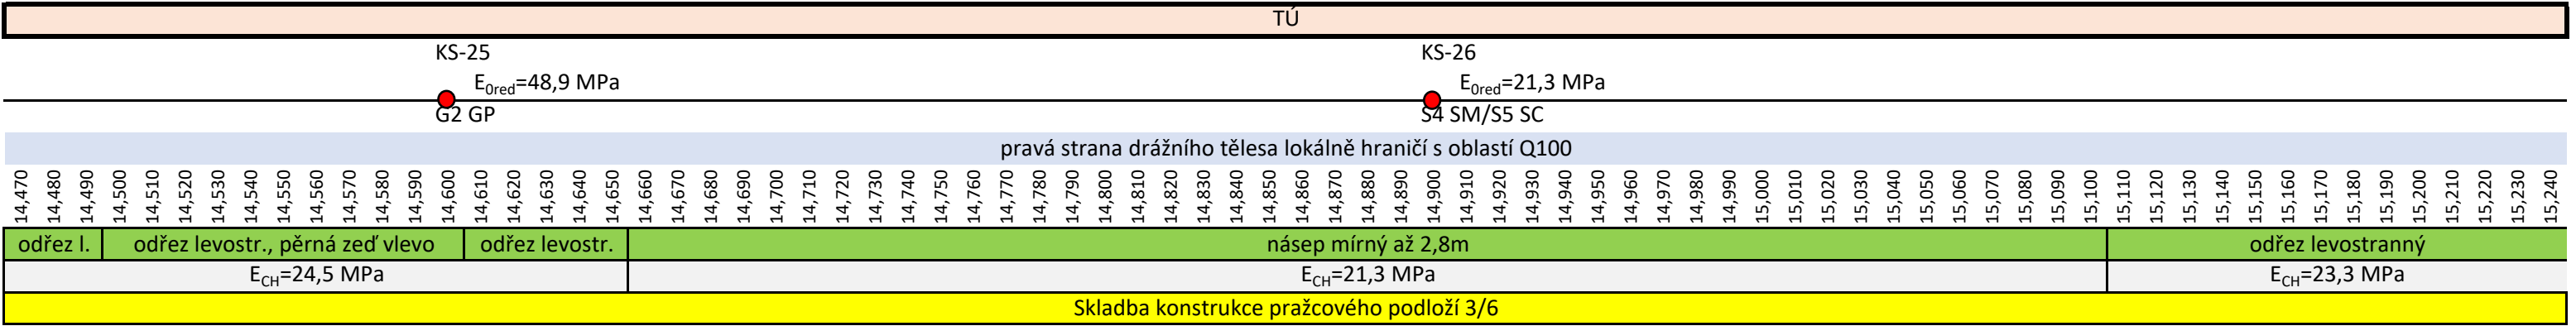 TÚ
KS-25 KS-26
E0red=48,9 MPa E0red=21,3 MPa
G2 GP S4 SM/S5 SC
pravá strana drážního tělesa lokálně hraničí s oblastí Q100
14,470 14,480 14,490 14,500 14,510 14,520 14,530 14,540 14,550 14,560 14,570 14,580 14,590 14,600 14,610 14,620 14,630 14,640 14,650 14,660 14,670 14,680 14,690 14,700 14,710 14,720 14,730 14,740 14,750 14,760 14,770 14,780 14,790 14,800 14,810 14,820 14,830 14,840 14,850 14,860 14,870 14,880 14,890 14,900 14,910 14,920 14,930 14,940 14,950 14,960 14,970 14,980 14,990 15,000 15,010 15,020 15,030 15,040 15,050 15,060 15,070 15,080 15,090 15,100 15,110 15,120 15,130 15,140 15,150 15,160 15,170 15,180 15,190 15,200 15,210 15,220 15,230 15,240
odřez l. odřez levostr., pěrná zeď vlevo odřez levostr. násep mírný až 2,8m odřez levostranný
ECH=24,5 MPa ECH=21,3 MPa ECH=23,3 MPa
Skladba konstrukce pražcového podloží 3/6